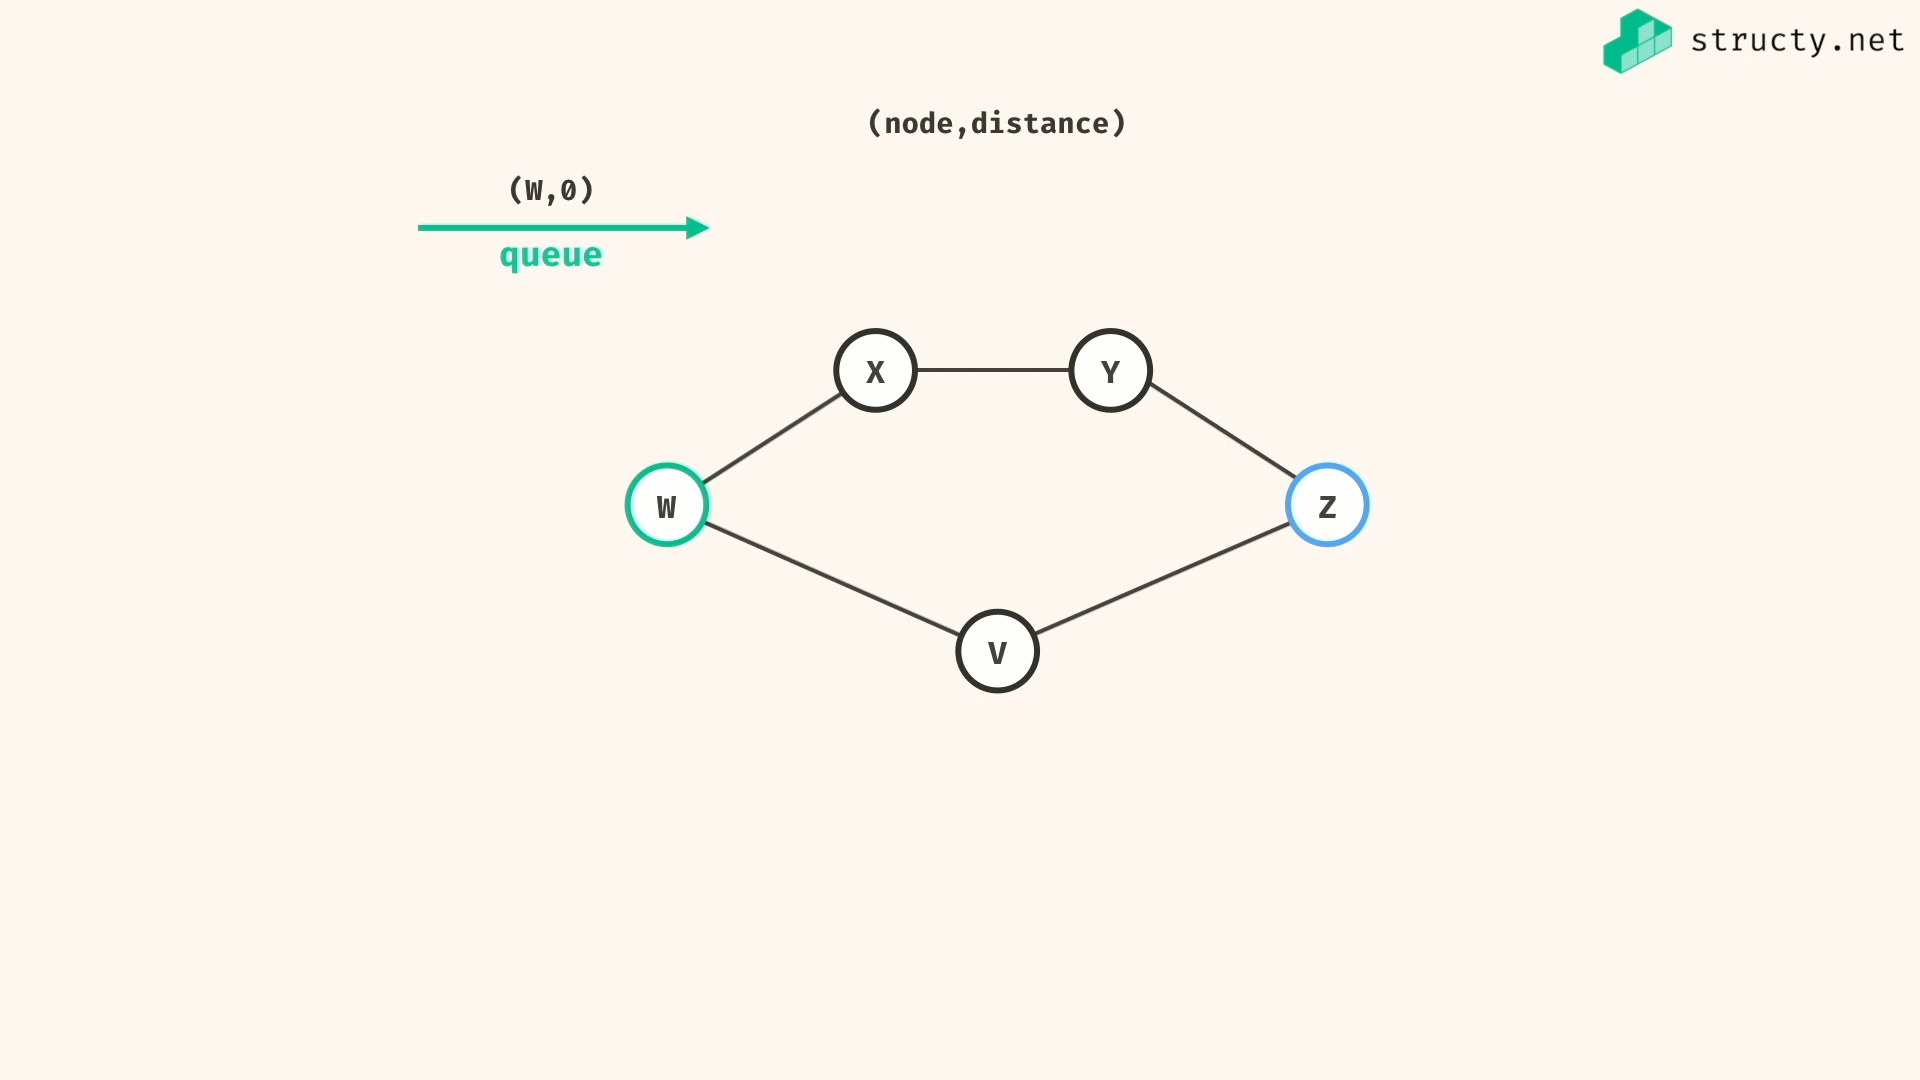 structy.net
(node,distance)
(W,0)
queue
X
Y
W
Z
V